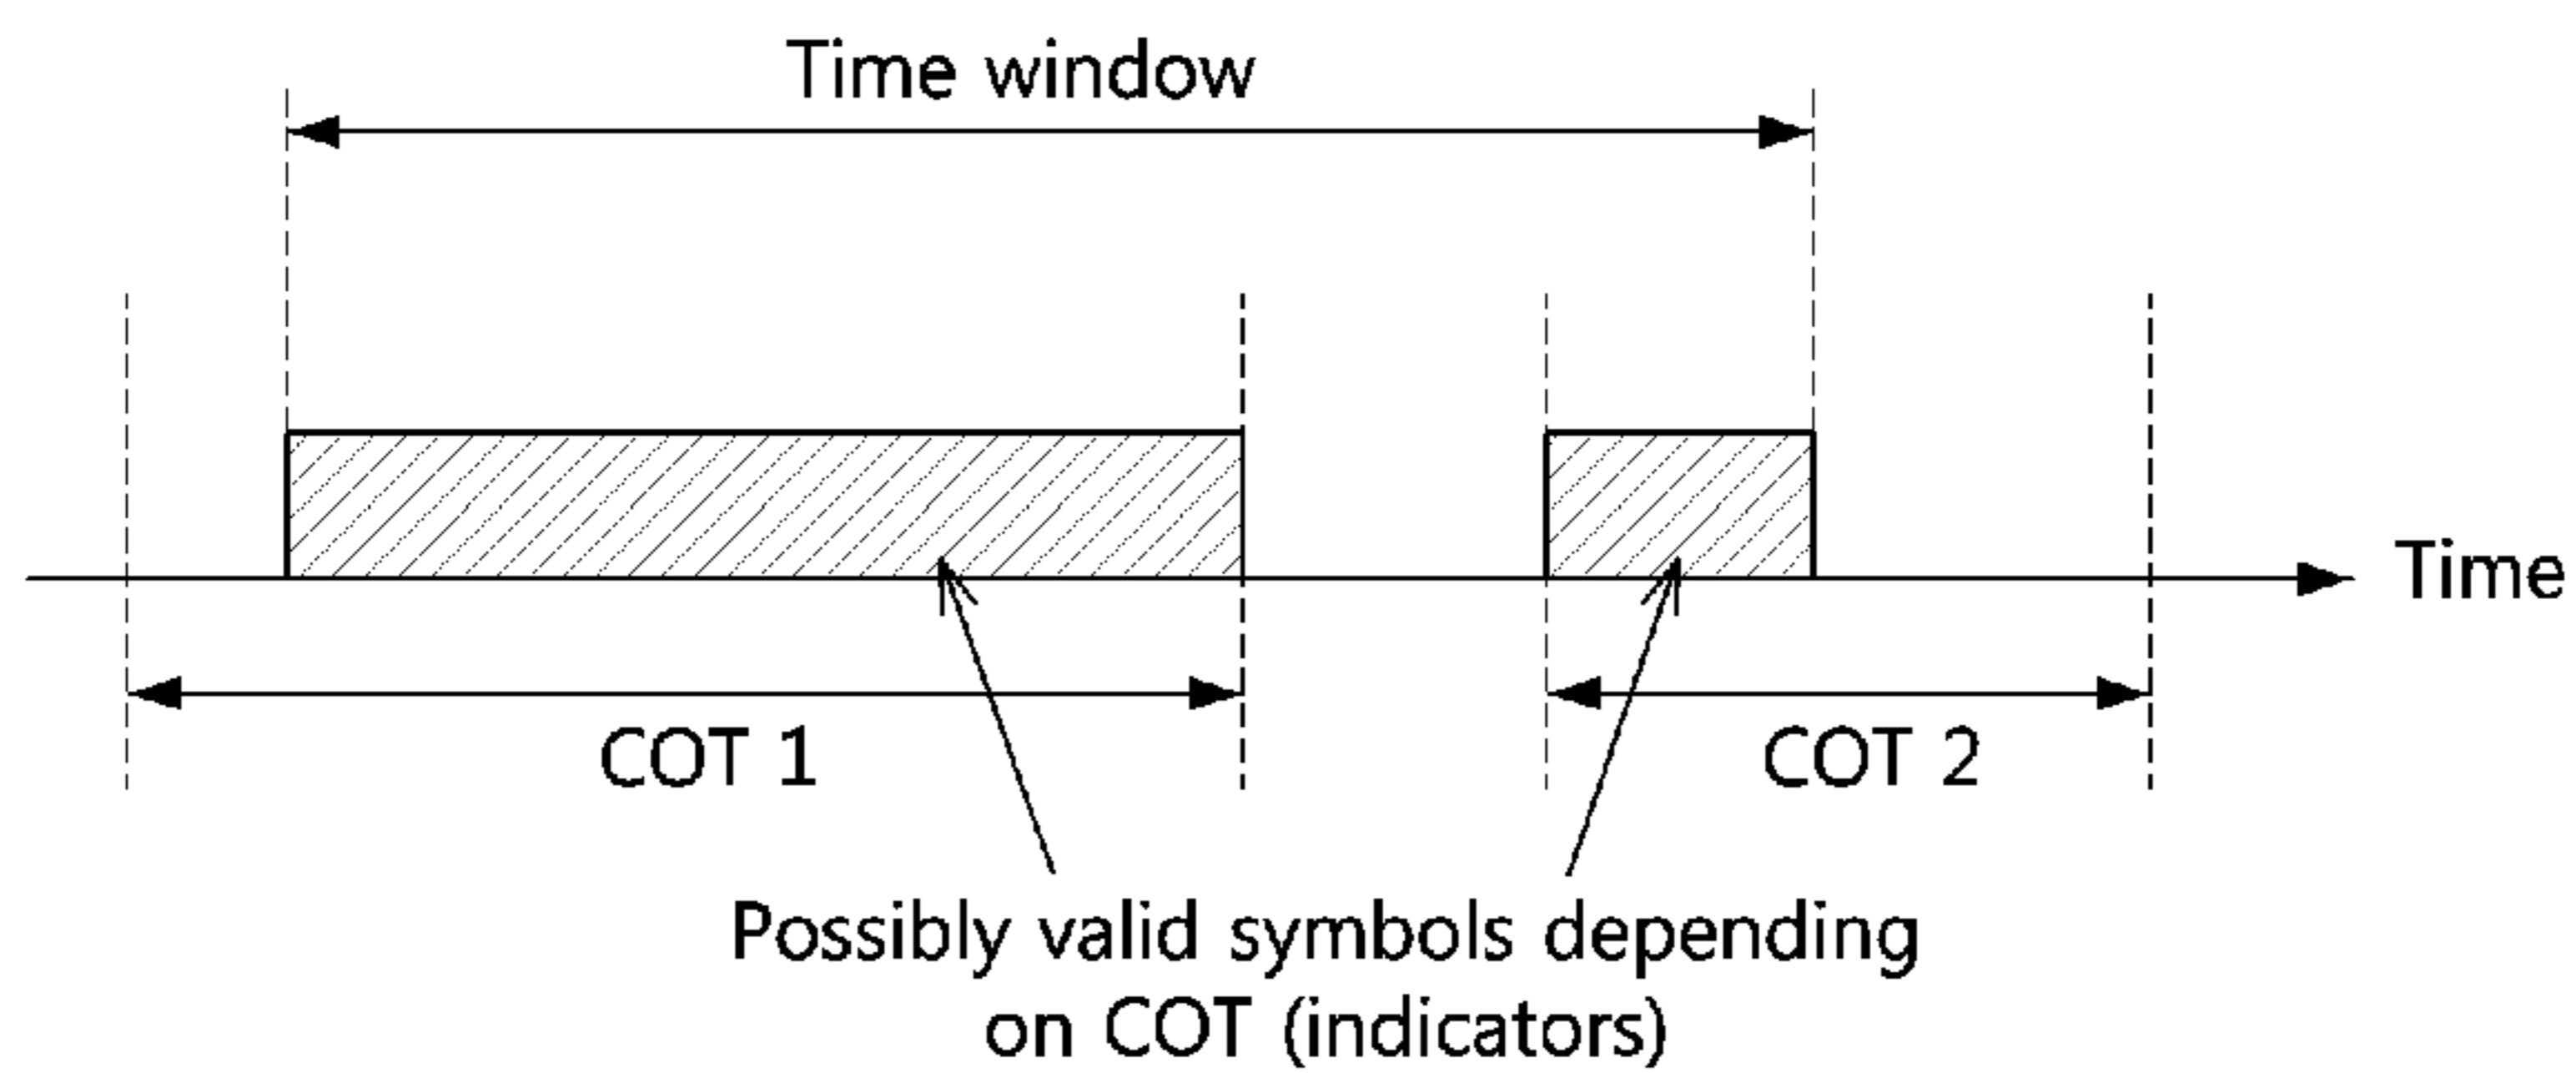 Time window
Time
COT 1
COT 2
Possibly valid symbols depending
on COT (indicators)